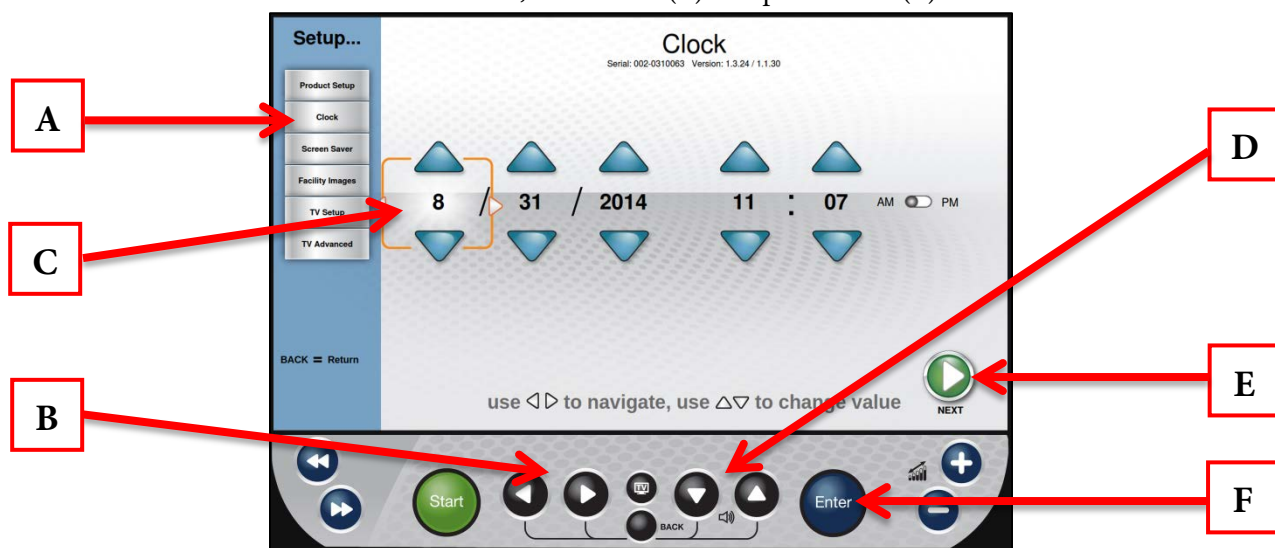 Setup...
Clock
Serial: 002-0310063 Version: 1.3.24 / 1.1.30
Product Setup
Clock
Screen Saver
Facility Images
TV Setup
TV Advanced
8 / 31 / 2014 11 : 07 AM PM
BACK = Return
use ◁ ▷ to navigate, use △▽ to change value
NEXT
Start
TV
BACK
Enter
A
B
C
D
E
F